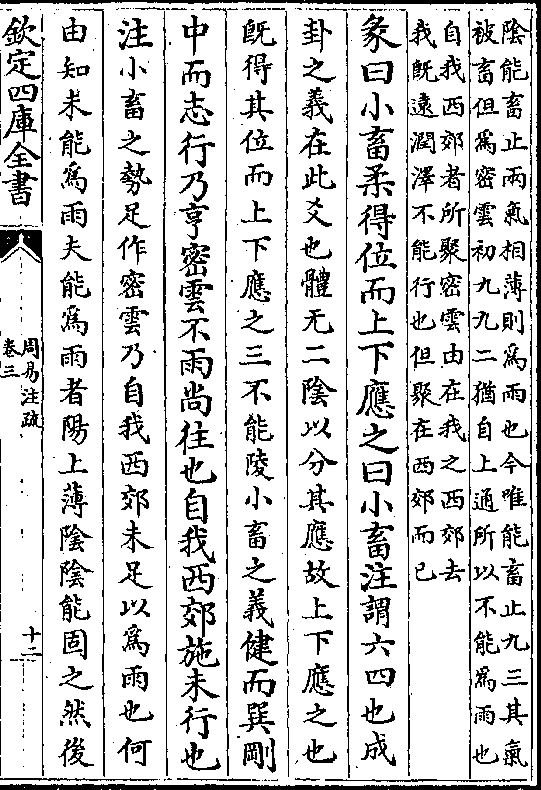 陰能畜止兩氣相薄則爲雨也今唯能畜止九三其氣
被畜但爲密雲初九九二猶自上通所以不能爲雨也
自我西郊者所聚密雲由在我之西郊去
我旣遠潤澤不能行也但聚在西郊而已
彖曰小畜柔得位而上下應之曰小畜注謂六四也成
卦之義在此爻也體无二陰以分其應故上下應之也
旣得其位而上下應之三不能陵小畜之義健而巽剛
中而志行乃亨密雲不雨尚往也自我西郊施未行也
注小畜之勢足作密雲乃自我西郊未足以爲雨也何
由知未能爲雨夫能爲雨者陽上薄陰陰能固之然後
欽定四庫全書
周易注疏
卷三
十二